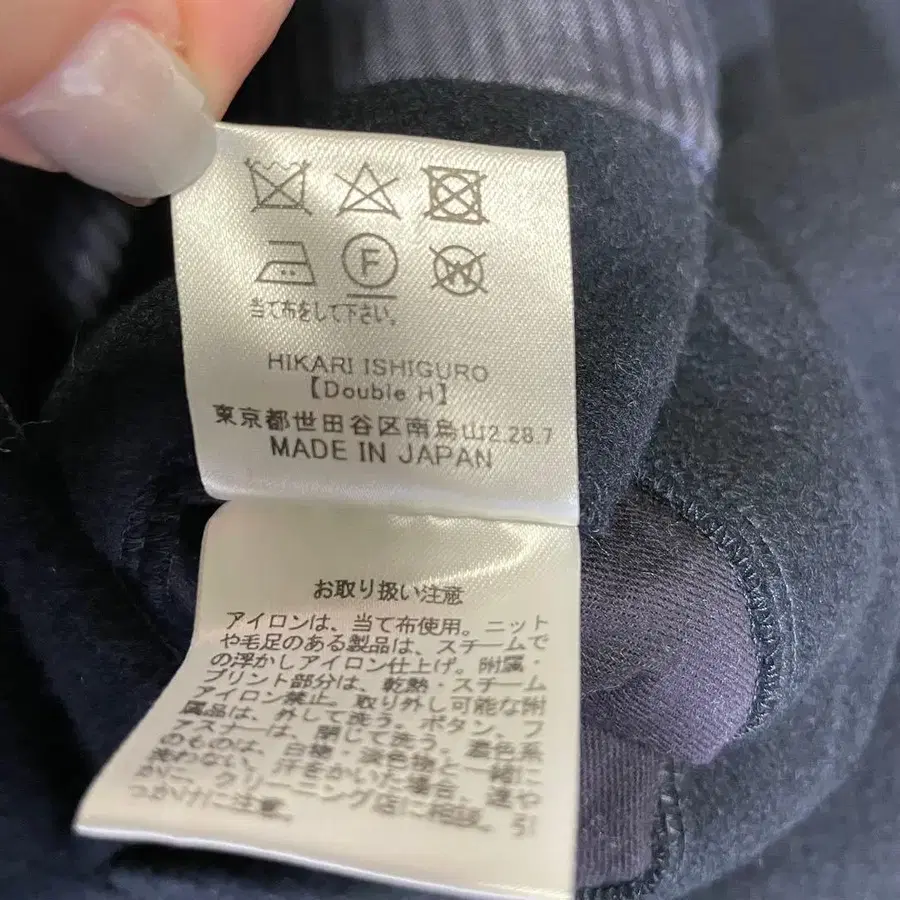 F
W
当て布をして下さい。
HIKARI ISHIGURO
【Double H】
東京都世田谷区南烏山2.28.7
MADE IN JAPAN
お取り扱い注意
アイロンは、当て布使用。ニット
や毛足のある製品は、スチームで
の浮かしアイロン仕上げ。附属・
プリント部分は、乾熱・スチーム
アイロン禁止。取り外し可能な附
属品は、外して洗う。ボタン、フ
ァスナーは、閉じて洗う。着色系
のものは、白物・淡色物と一緒に
洗わない。汗をかいた場合、速や
かに、クリーニング店に相談。引
っかけに注意。